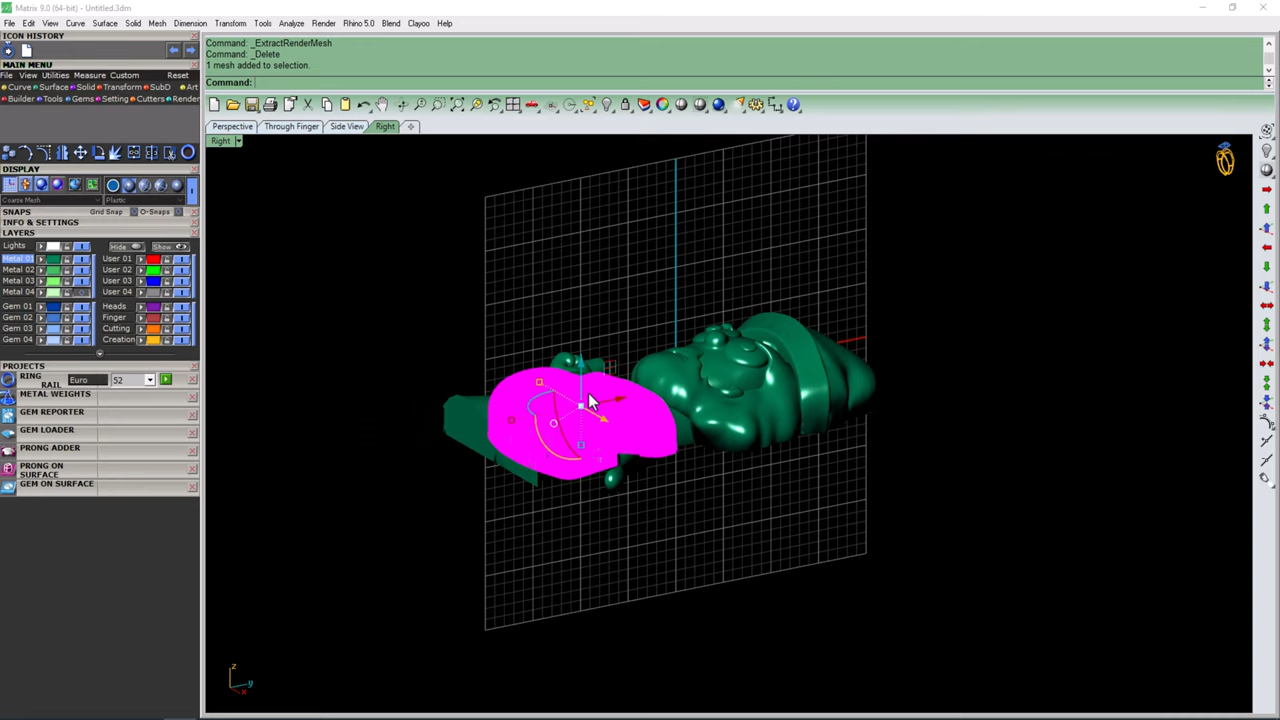 Matrix 9.0 (64-bit) - Untitled.3dm
File Edit View Curve Surface Solid Mesh Dimension Transform Tools Analyze Render Rhino 5.0 Blend Clayoo Help
ICON HISTORY
MAIN MENU
File View Utilities Measure Custom Reset
Curve Surface Solid Transform SubD Art
Builder Tools Gems Setting Cutters Render
Command: _ExtractRenderMesh
Command: _Delete
1 mesh added to selection.
Command:
Perspective Through Finger Side View Right
Right
DISPLAY
Coarse Mesh Plastic
SNAPS Grid Snap O-Snaps
INFO & SETTINGS
LAYERS
Lights Hide Show
Metal 01 User 01
Metal 02 User 02
Metal 03 User 03
Metal 04 User 04
Gem 01 Heads
Gem 02 Finger
Gem 03 Cutting
Gem 04 Creation
PROJECTS
RING RAIL Euro 52
METAL WEIGHTS
GEM REPORTER
GEM LOADER
PRONG ADDER
PRONG ON SURFACE
GEM ON SURFACE
z
y
x